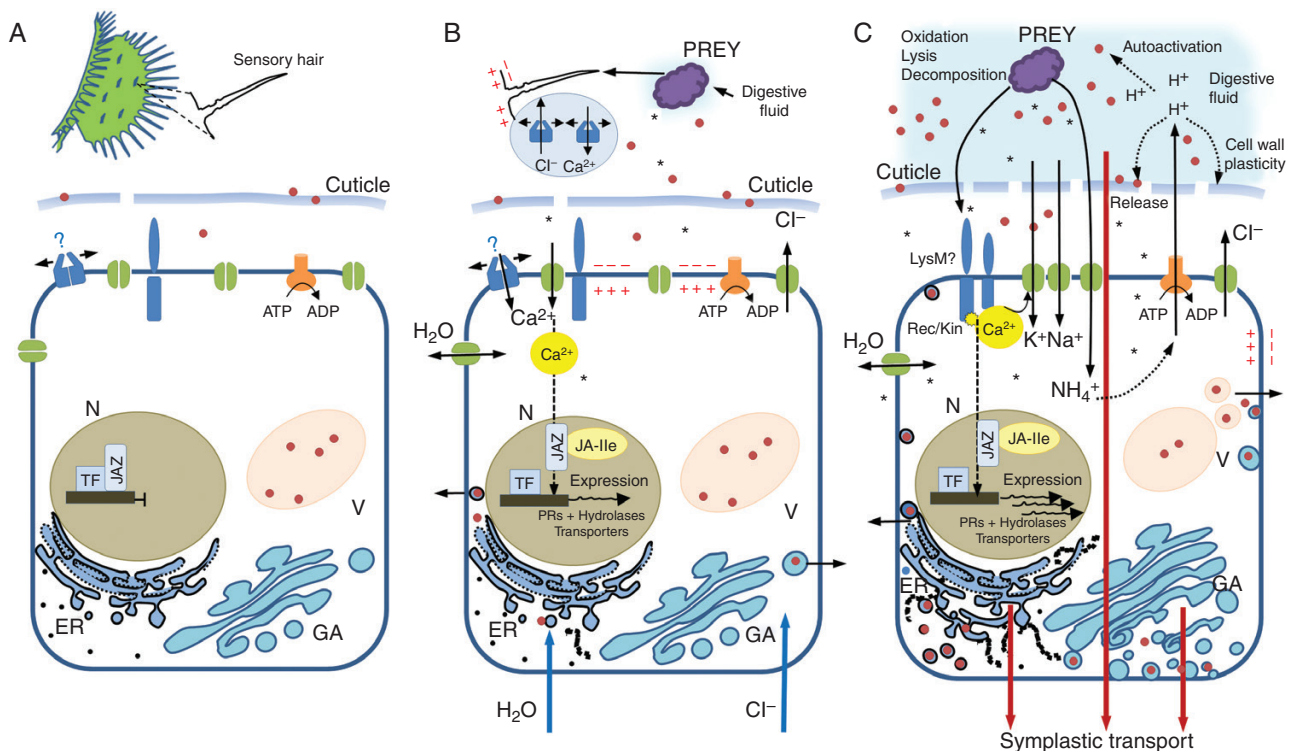 A
Sensory hair
Cuticle
?
ATP
ADP
N
TF
JAZ
V
ER
GA
B
PREY
Digestive
fluid
*
+
+
+
+
–
–
Cl–
Ca2+
*
*
*
Cuticle
*
Cl–
?
– – –
– – –
+ + +
+ + +
ATP
ADP
Ca2+
H2O
Ca2+
*
N
JAZ
JA-IIe
TF
Expression
PRs + Hydrolases
Transporters
V
ER
GA
H2O
Cl–
C
Oxidation
Lysis
Decomposition
PREY
Autoactivation
H+
H+
H+
Digestive
fluid
*
*
*
*
*
Cell wall
plasticity
Release
*
*
*
Cl–
LysM?
*
ATP
ADP
Rec/Kin
Ca2+
K+Na+
*
*
H2O
*
*
*
*
NH4+
+
+
+
–
–
–
N
JAZ
JA-IIe
TF
Expression
PRs + Hydrolases
Transporters
V
ER
GA
Symplastic transport